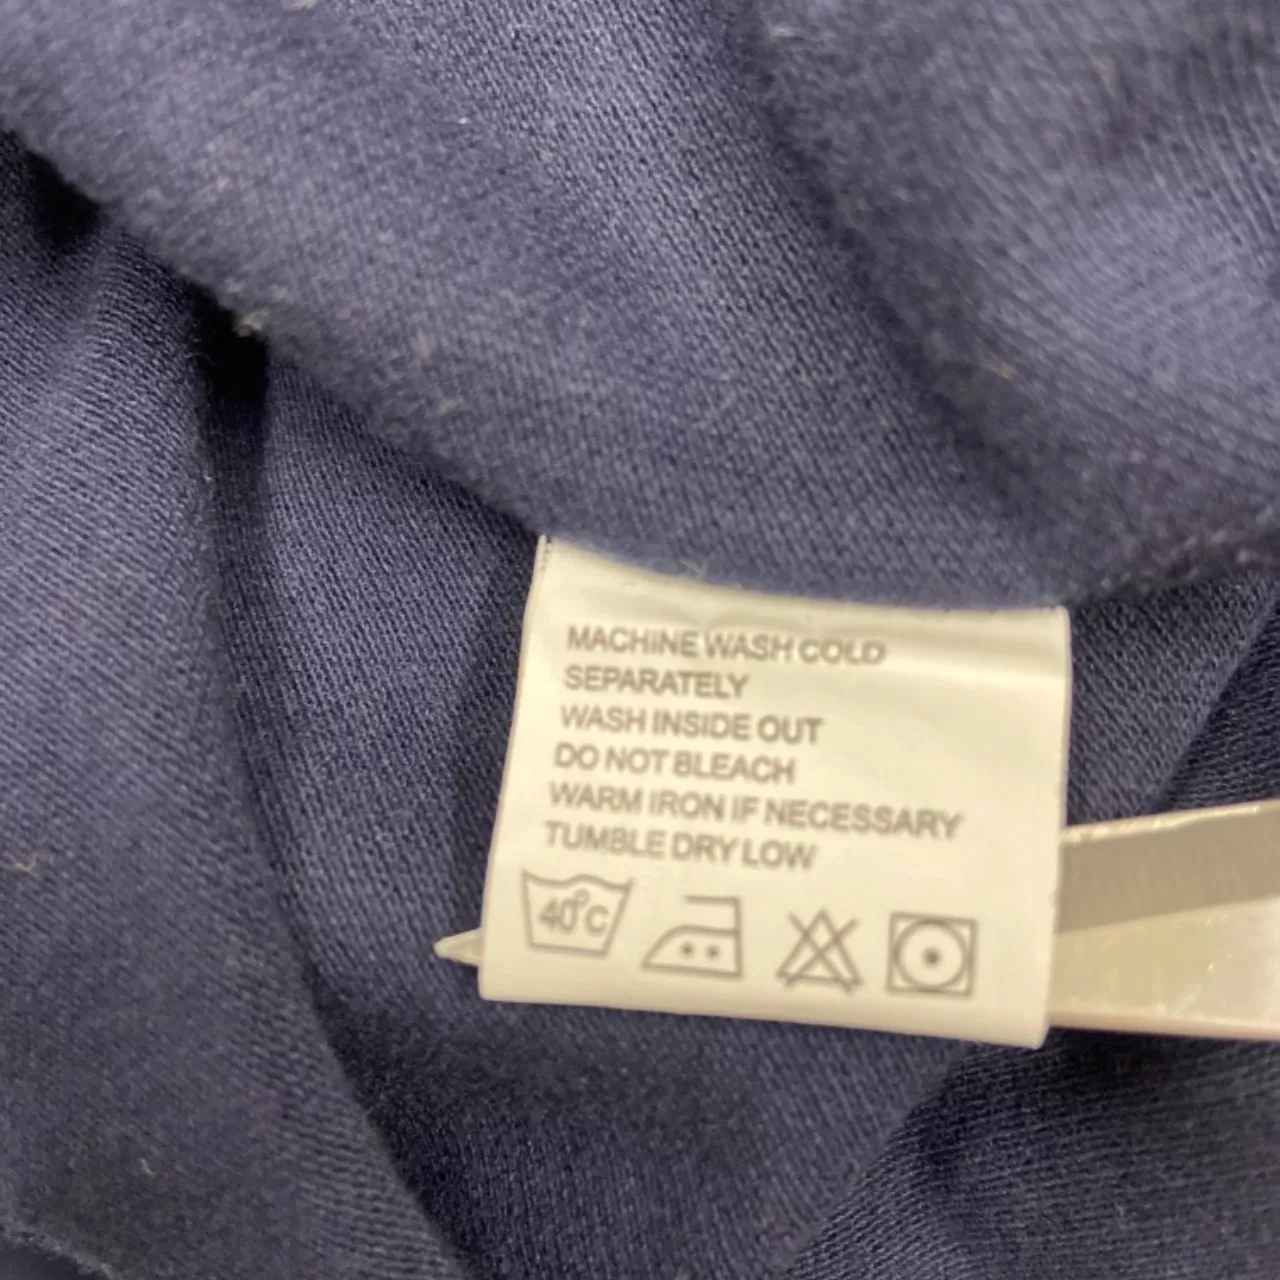 MACHINE WASH COLD
SEPARATELY
WASH INSIDE OUT
DO NOT BLEACH
WARM IRON IF NECESSARY
TUMBLE DRY LOW
40°C